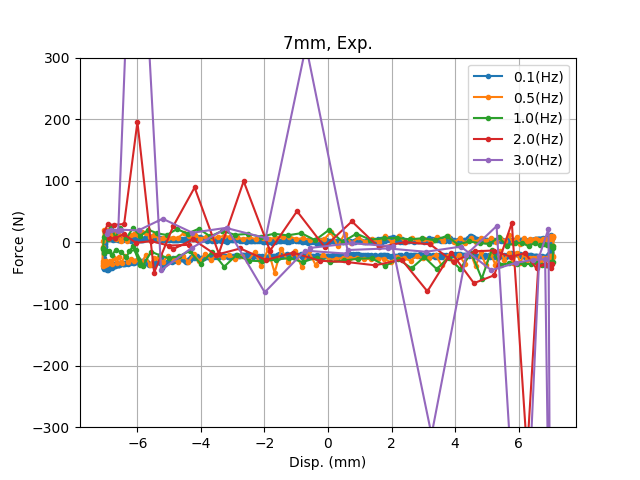 7mm, Exp.
300
200
100
0
−100
−200
−300
Force (N)
0.1(Hz)
0.5(Hz)
1.0(Hz)
2.0(Hz)
3.0(Hz)
−6 −4 −2 0 2 4 6
Disp. (mm)